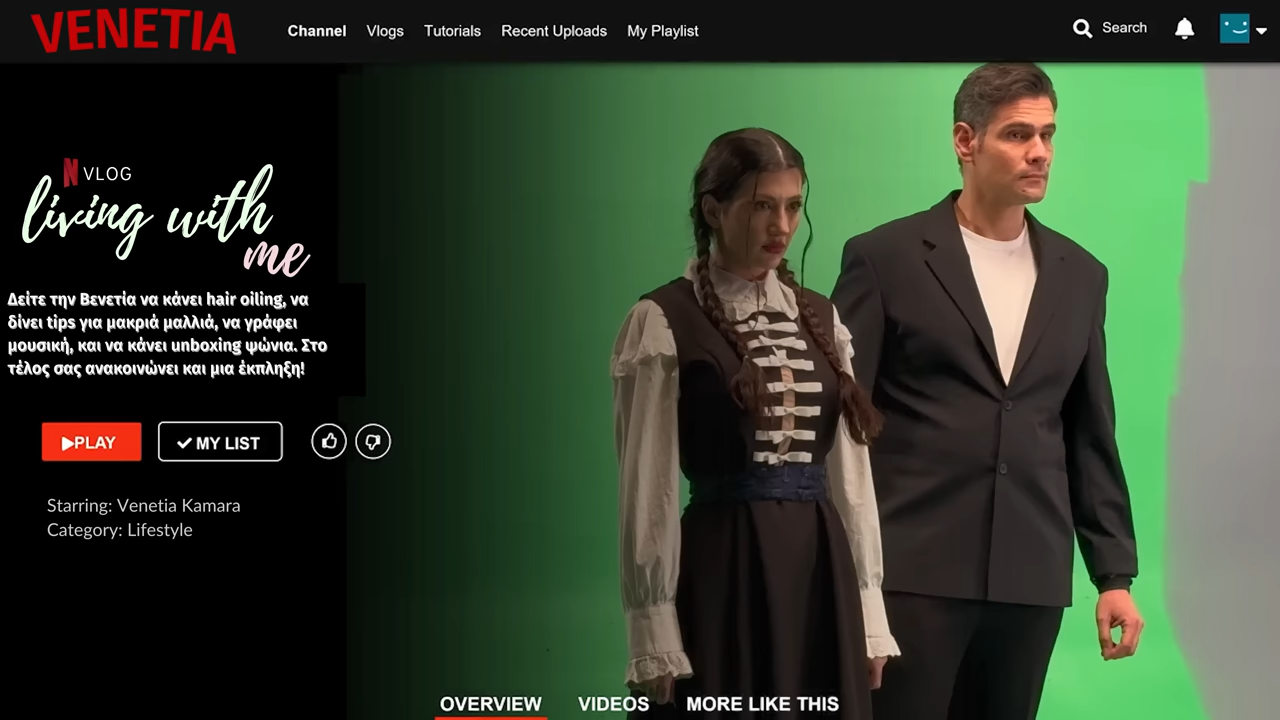 VENETIA
Channel Vlogs Tutorials Recent Uploads My Playlist
Search
N VLOG
living with
me
Δείτε την Βενετία να κάνει hair oiling, να
δίνει tips για μακριά μαλλιά, να γράφει
μουσική, και να κάνει unboxing ψώνια. Στο
τέλος σας ανακοινώνει και μια έκπληξη!
PLAY MY LIST
Starring: Venetia Kamara
Category: Lifestyle
OVERVIEW VIDEOS MORE LIKE THIS